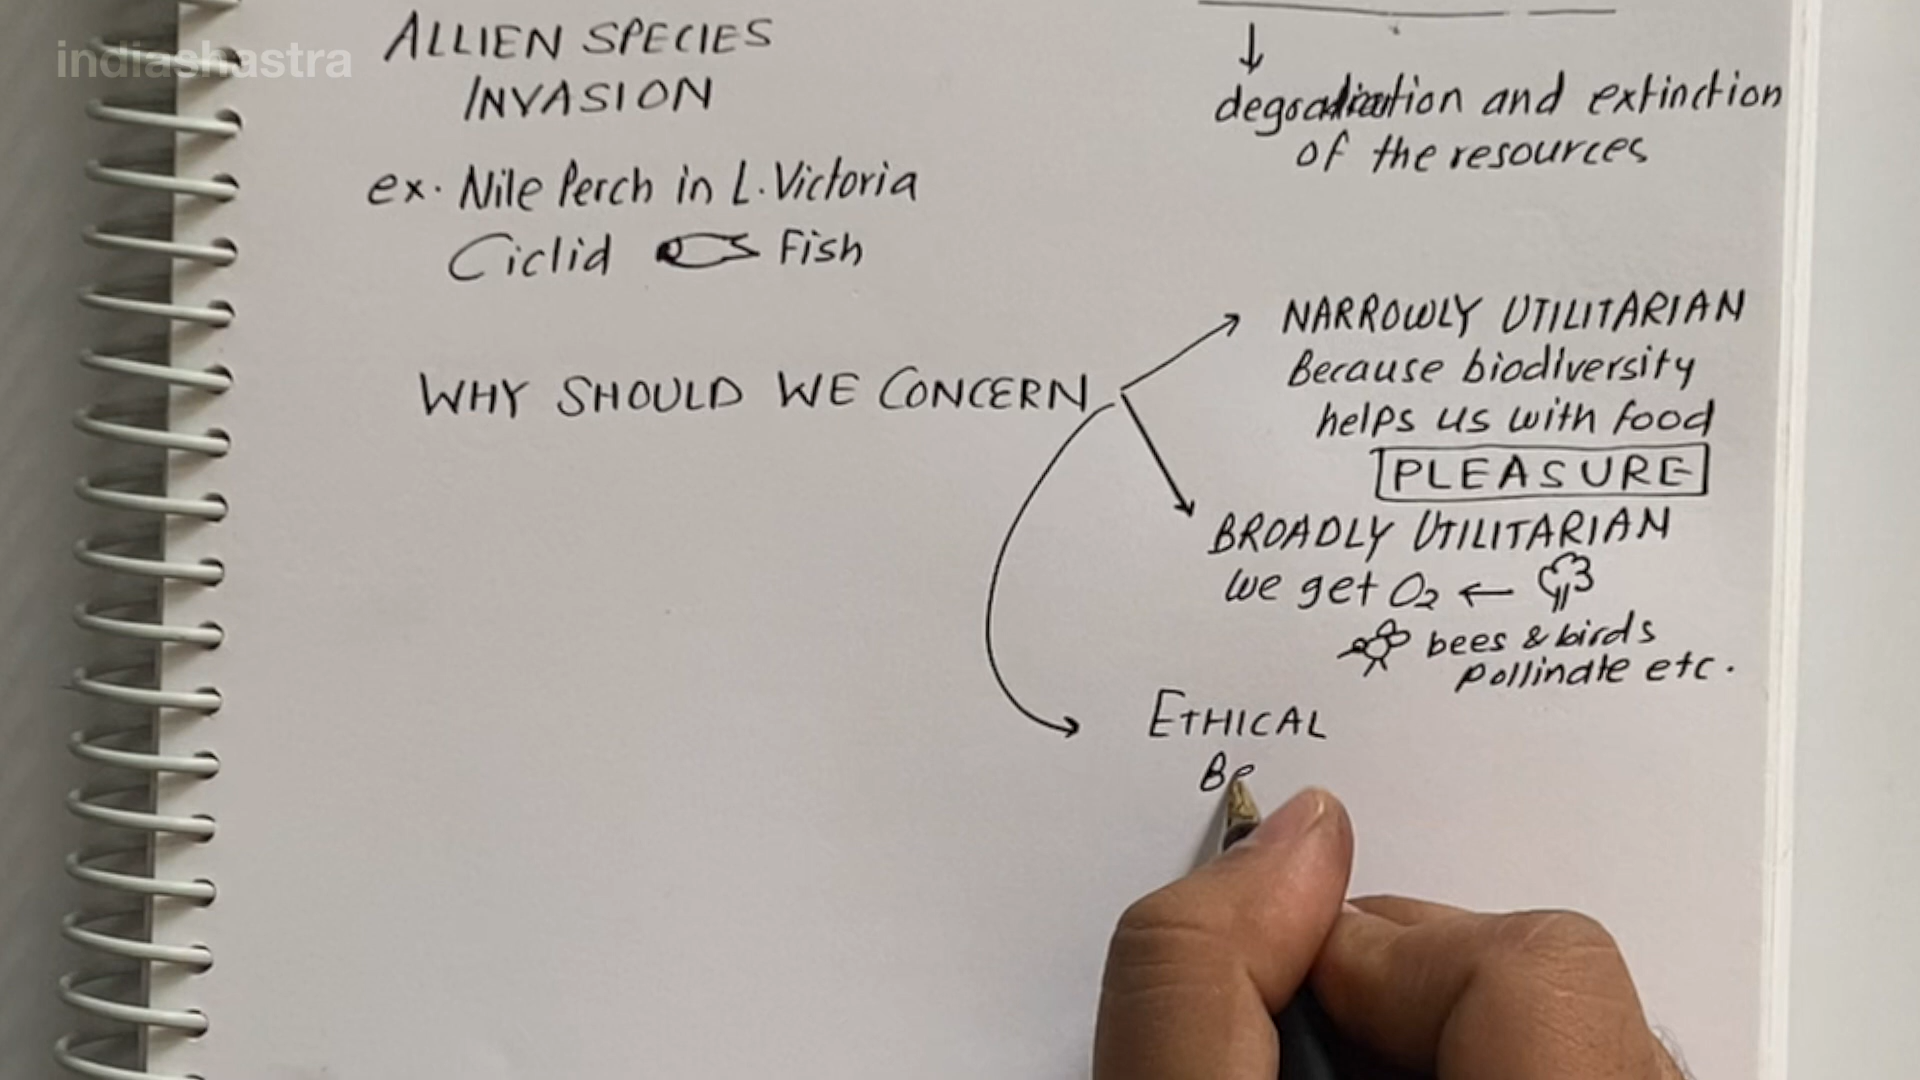 indiashastra
ALLIEN SPECIES
INVASION
ex. Nile Perch in L. Victoria
Ciclid Fish
degradation and extinction
of the resources
WHY SHOULD WE CONCERN
NARROWLY UTILITARIAN
Because biodiversity
helps us with food
PLEASURE
BROADLY UTILITARIAN
we get O₂ ←
bees & birds
pollinate etc.
ETHICAL
Be